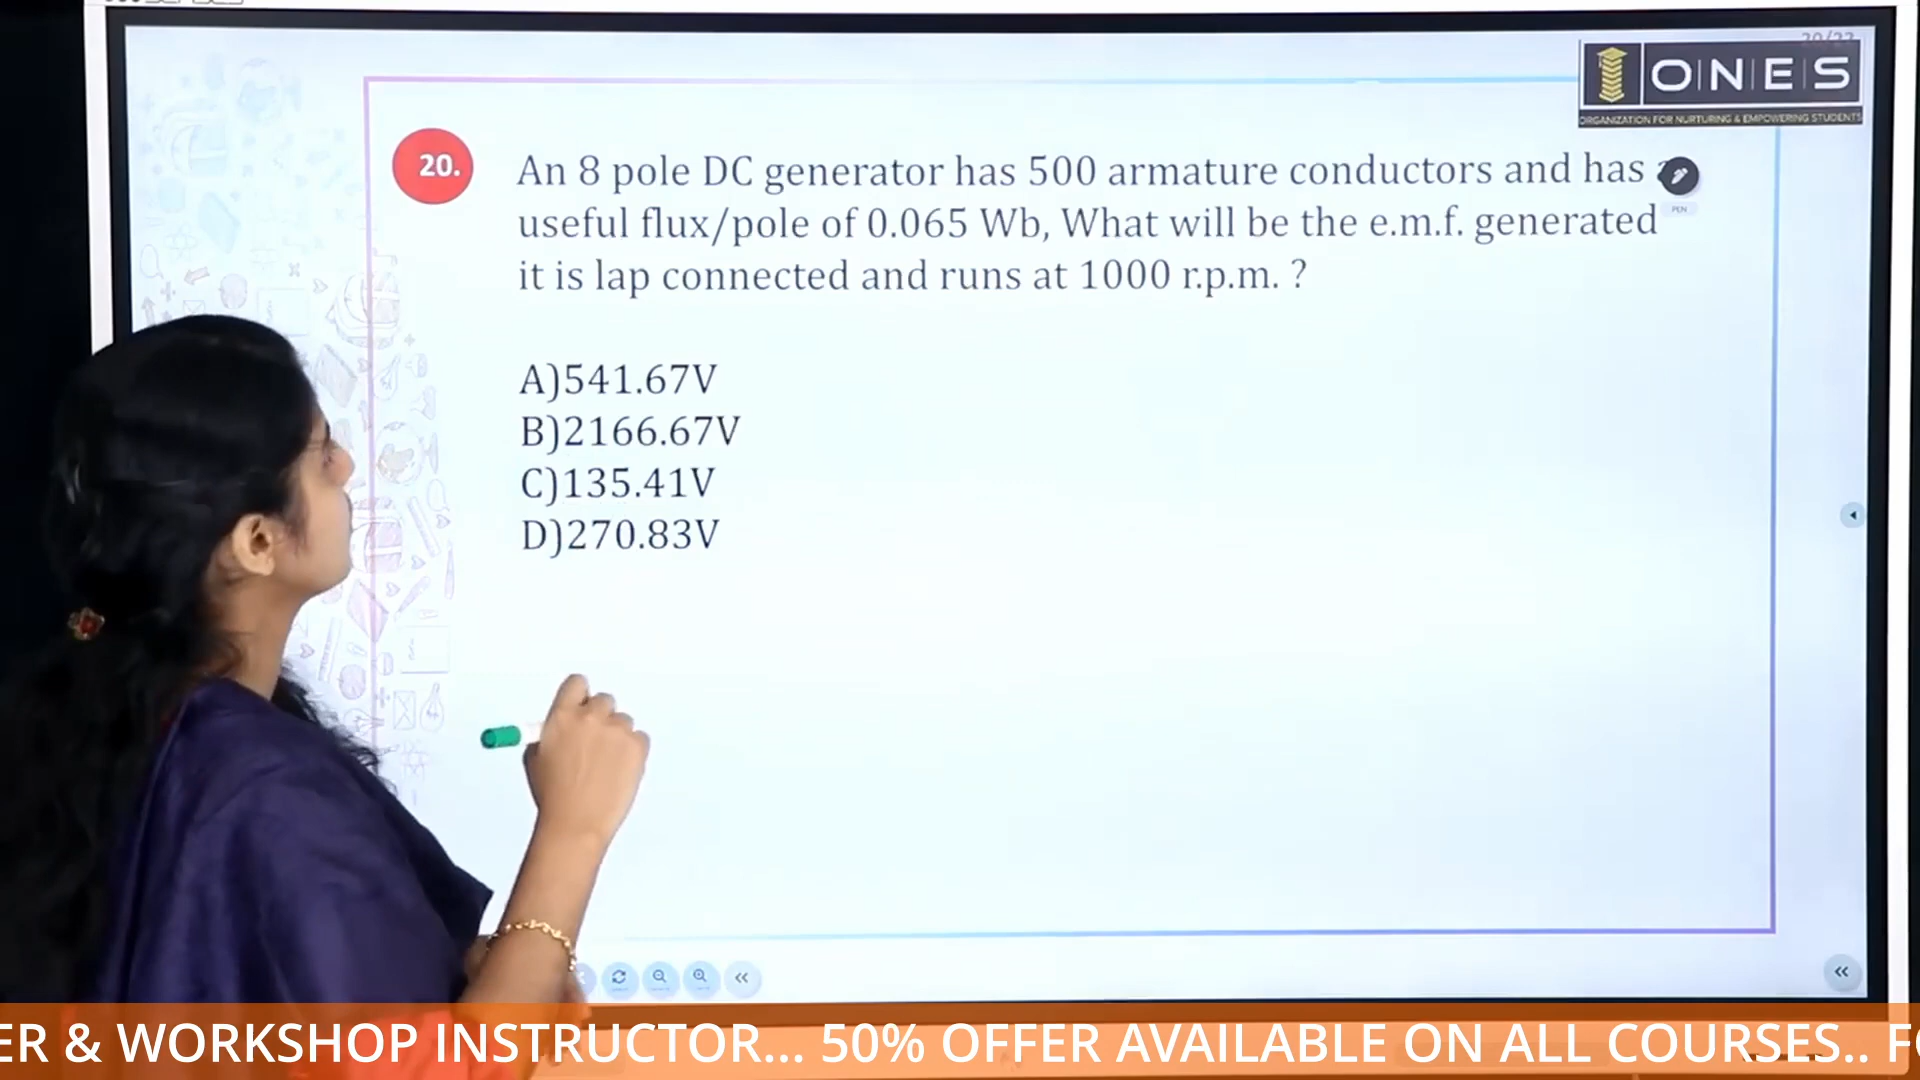 O|N|E|S
ORGANIZATION FOR NURTURING & EMPOWERING STUDENTS
20.
An 8 pole DC generator has 500 armature conductors and has
useful flux/pole of 0.065 Wb, What will be the e.m.f. generated
PEN
it is lap connected and runs at 1000 r.p.m. ?
A)541.67V
B)2166.67V
C)135.41V
D)270.83V
ER & WORKSHOP INSTRUCTOR... 50% OFFER AVAILABLE ON ALL COURSES.. F